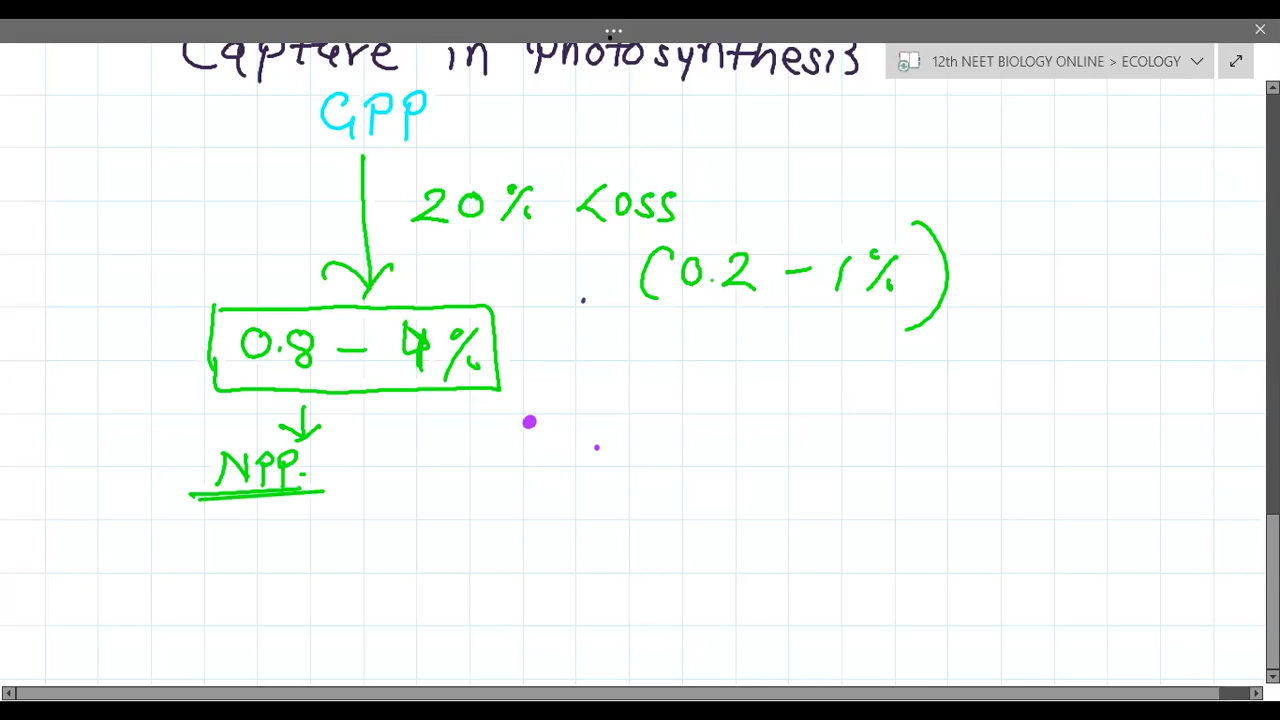 Capture in photosynthesis
12th NEET BIOLOGY ONLINE > ECOLOGY
GPP
20% Loss
(0.2 - 1%)
0.8 - 4%
NPP.